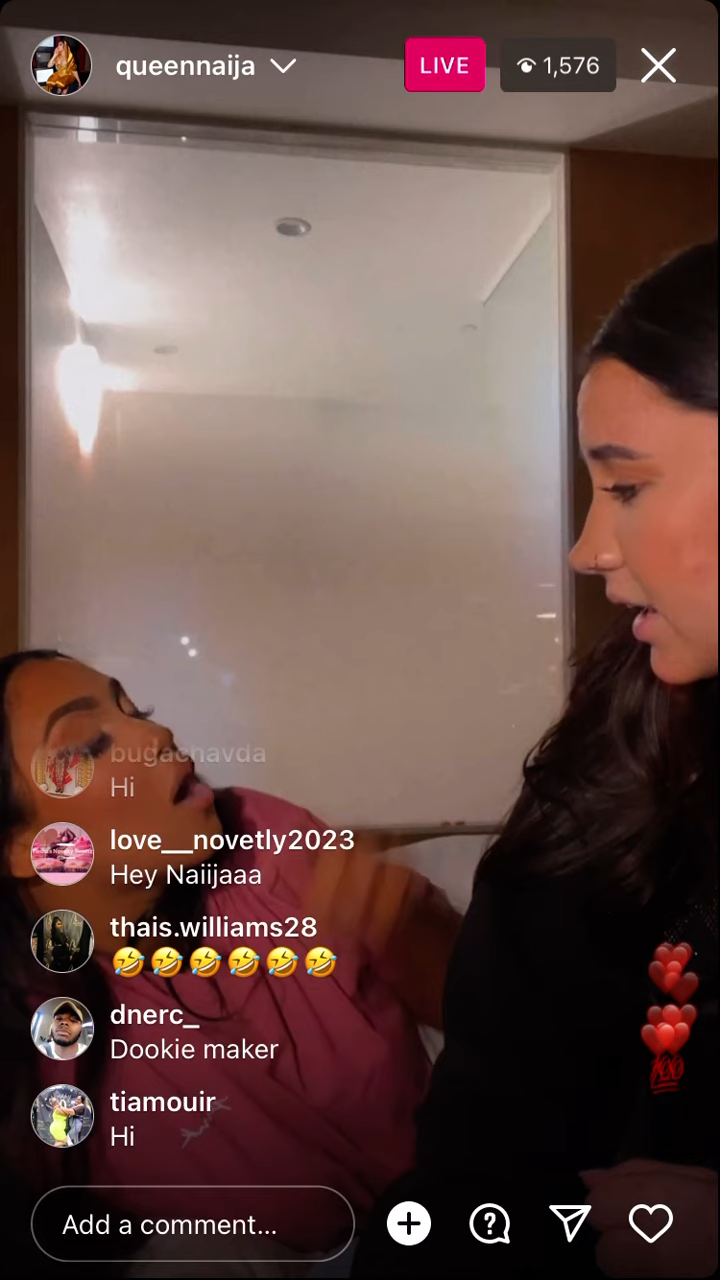 queennaija
LIVE
1,576
bugachavda
Hi
love__novetly2023
Hey Naiijaaa
thais.williams28
🤣🤣🤣🤣🤣🤣
dnerc_
Dookie maker
tiamouir
Hi
Add a comment...